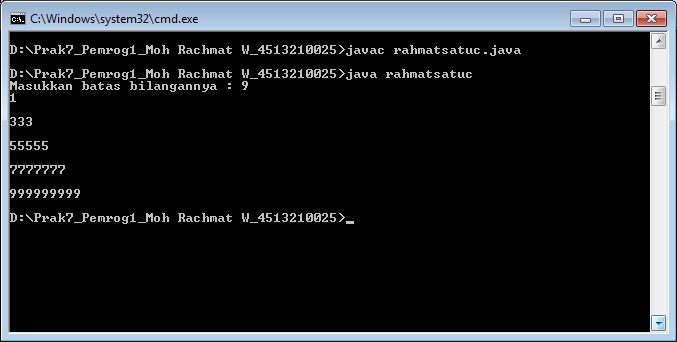 C:\Windows\system32\cmd.exe
D:\Prak7_Pemrog1_Moh Rachmat W_4513210025>javac rahmatsatuc.java
D:\Prak7_Pemrog1_Moh Rachmat W_4513210025>java rahmatsatuc
Masukkan batas bilangannya : 9
1
333
55555
7777777
999999999
D:\Prak7_Pemrog1_Moh Rachmat W_4513210025>_